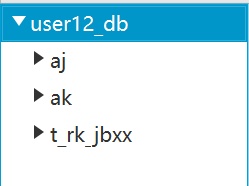 user12_db
aj
ak
t_rk_jbxx